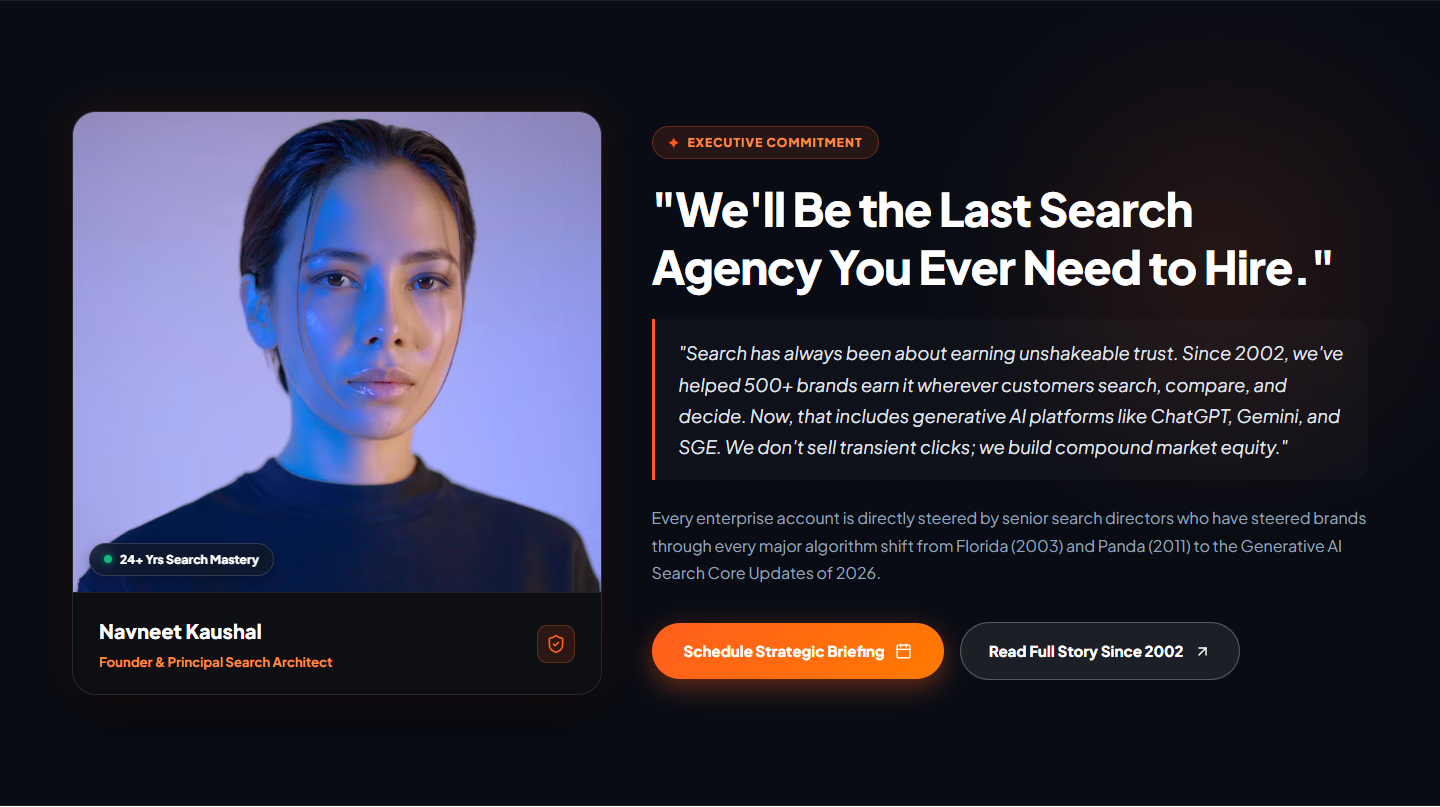 EXECUTIVE COMMITMENT
"We'll Be the Last Search
Agency You Ever Need to Hire."
"Search has always been about earning unshakeable trust. Since 2002, we've
helped 500+ brands earn it wherever customers search, compare, and
decide. Now, that includes generative AI platforms like ChatGPT, Gemini, and
SGE. We don't sell transient clicks; we build compound market equity."
Every enterprise account is directly steered by senior search directors who have steered brands
through every major algorithm shift from Florida (2003) and Panda (2011) to the Generative AI
Search Core Updates of 2026.
Schedule Strategic Briefing
Read Full Story Since 2002
24+ Yrs Search Mastery
Navneet Kaushal
Founder & Principal Search Architect